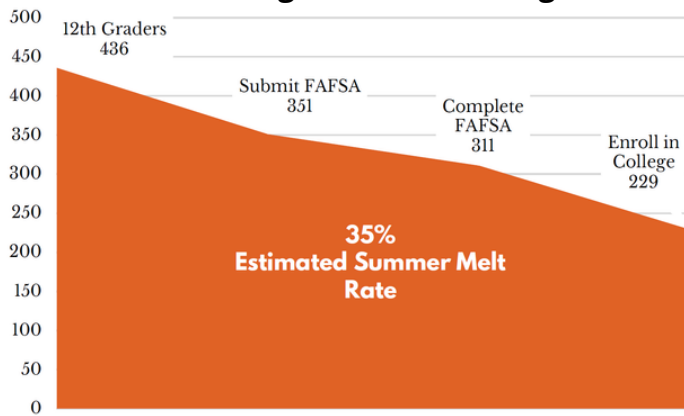 500
12th Graders
436
450
Submit FAFSA
351
400
Complete
FAFSA
311
350
Enroll in
College
229
300
250
35%
Estimated Summer Melt
Rate
200
150
100
50
0